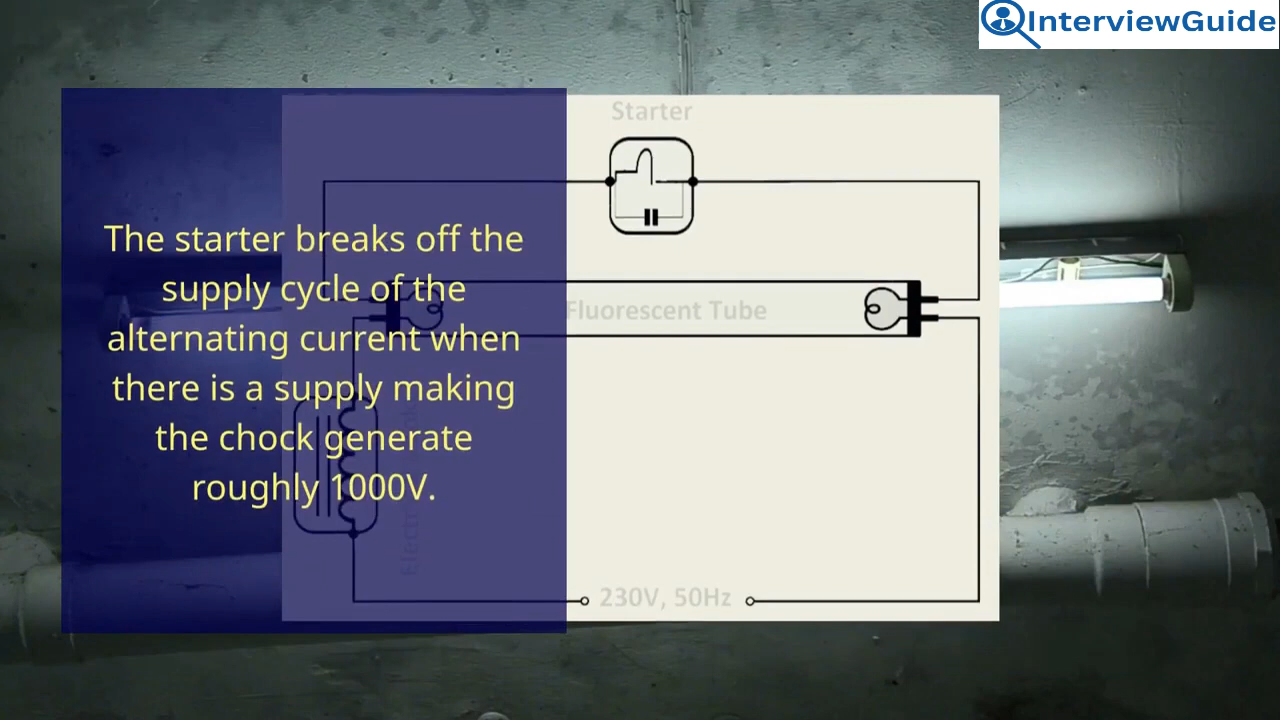 InterviewGuide
Starter
The starter breaks off the
supply cycle of the
alternating current when
there is a supply making
the chock generate
roughly 1000V.
Fluorescent Tube
230V, 50Hz